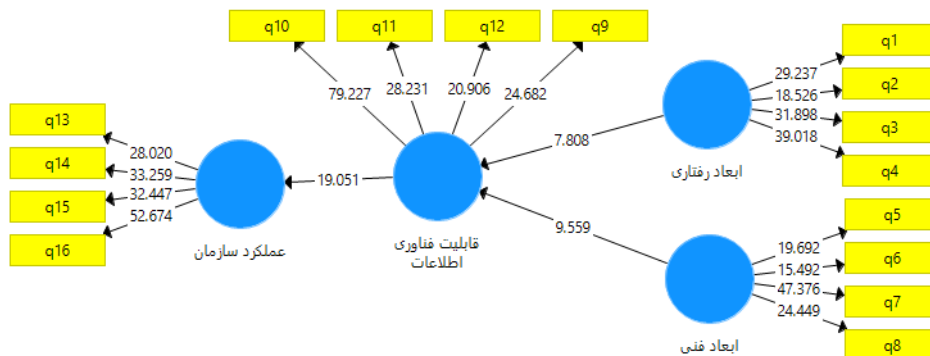 q10
q11
q12
q9
q1
q2
q3
q4
q13
q14
q15
q16
q5
q6
q7
q8
79.227
28.231
20.906
24.682
29.237
18.526
31.898
39.018
28.020
33.259
32.447
52.674
19.051
7.808
9.559
19.692
15.492
47.376
24.449
ابعاد رفتاری
عملکرد سازمان
قابلیت فناوری
اطلاعات
ابعاد فنی